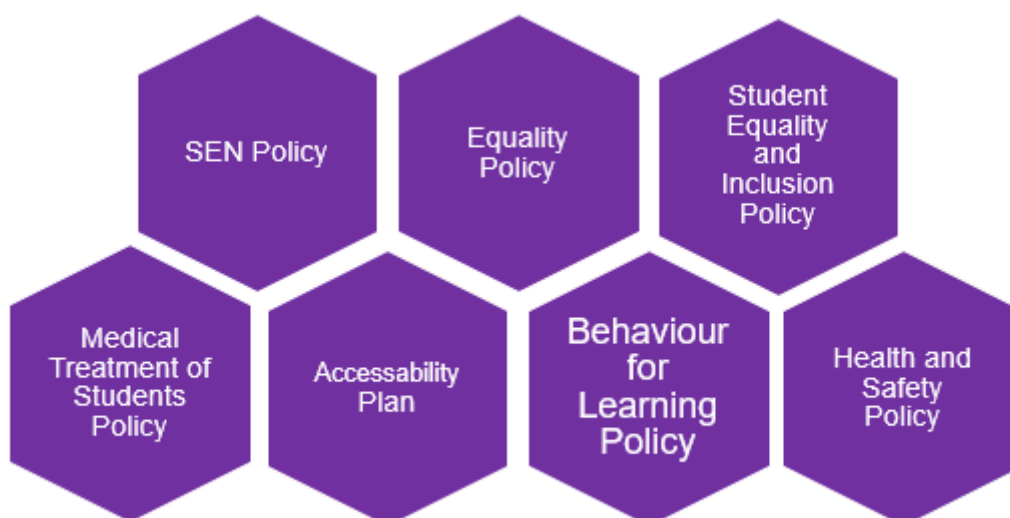 SEN Policy
Equality
Policy
Student
Equality
and
Inclusion
Policy
Medical
Treatment of
Students
Policy
Accessability
Plan
Behaviour
for
Learning
Policy
Health and
Safety
Policy